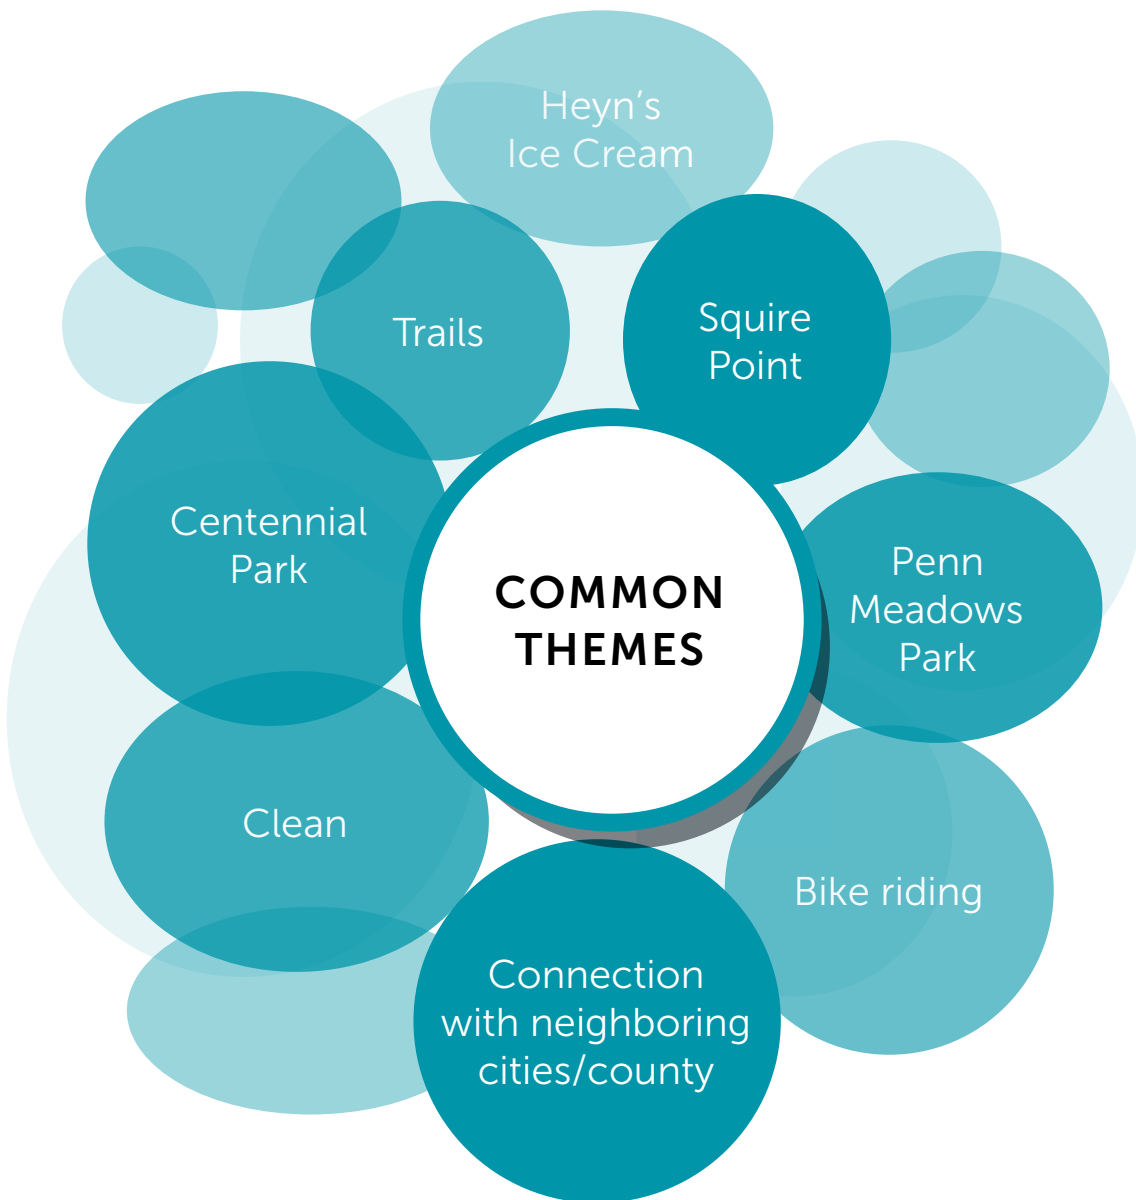 Heyn's
Ice Cream
Squire
Point
Trails
Centennial
Park
COMMON
THEMES
Penn
Meadows
Park
Clean
Bike riding
Connection
with neighboring
cities/county